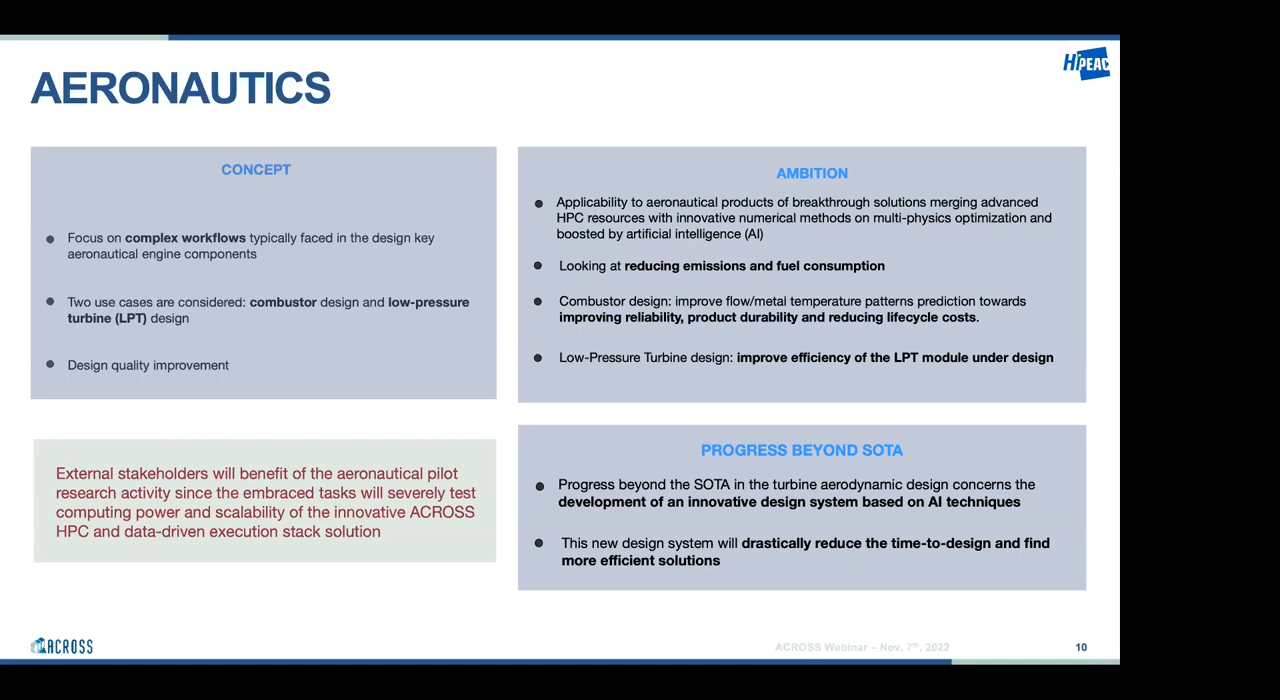 HiPEAC
AERONAUTICS
CONCEPT
Focus on complex workflows typically faced in the design key
aeronautical engine components
Two use cases are considered: combustor design and low-pressure
turbine (LPT) design
Design quality improvement
External stakeholders will benefit of the aeronautical pilot
research activity since the embraced tasks will severely test
computing power and scalability of the innovative ACROSS
HPC and data-driven execution stack solution
AMBITION
Applicability to aeronautical products of breakthrough solutions merging advanced
HPC resources with innovative numerical methods on multi-physics optimization and
boosted by artificial intelligence (AI)
Looking at reducing emissions and fuel consumption
Combustor design: improve flow/metal temperature patterns prediction towards
improving reliability, product durability and reducing lifecycle costs.
Low-Pressure Turbine design: improve efficiency of the LPT module under design
PROGRESS BEYOND SOTA
Progress beyond the SOTA in the turbine aerodynamic design concerns the
development of an innovative design system based on AI techniques
This new design system will drastically reduce the time-to-design and find
more efficient solutions
ACROSS
ACROSS Webinar – Nov. 7th, 2022
10